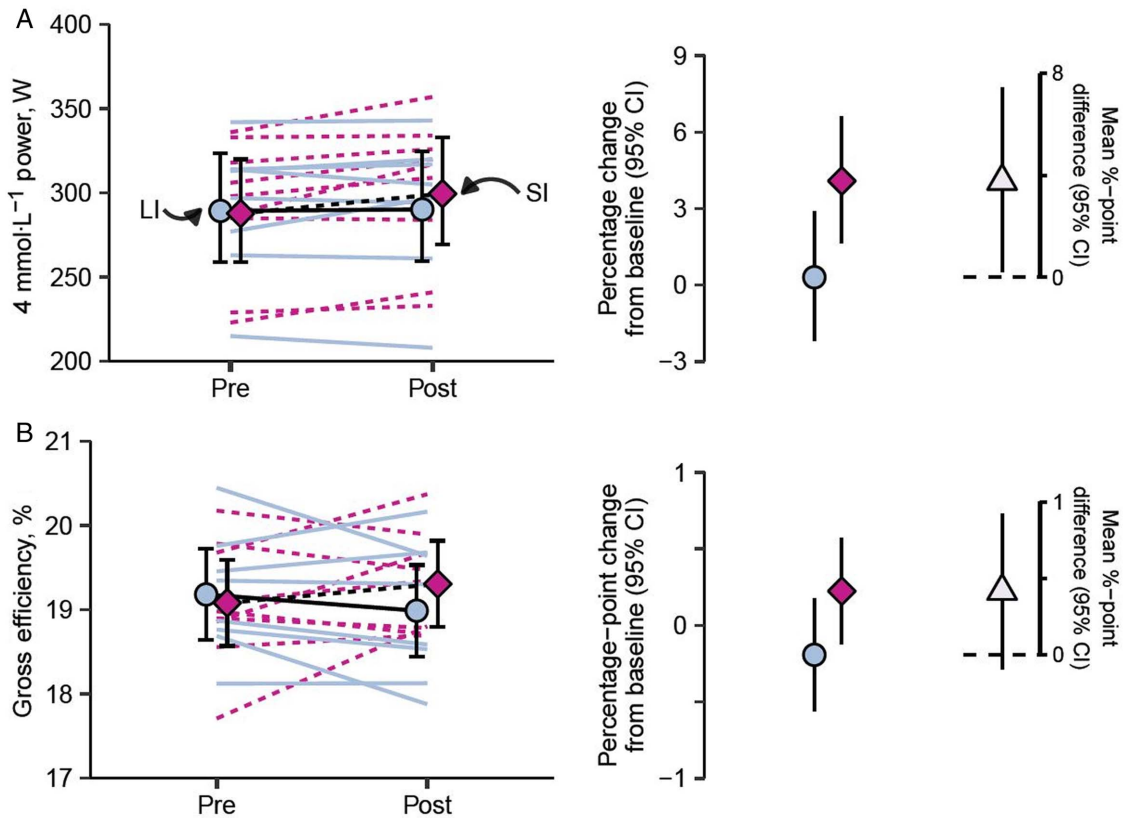 A
400
350
300
250
200
4 mmol·L−1 power, W
LI
SI
Pre
Post
9
6
3
0
−3
Percentage change
from baseline (95% CI)
8
0
Mean %−point
difference (95% CI)
B
21
20
19
18
17
Gross efficiency, %
Pre
Post
1
0
−1
Percentage−point change
from baseline (95% CI)
1
0
Mean %−point
difference (95% CI)